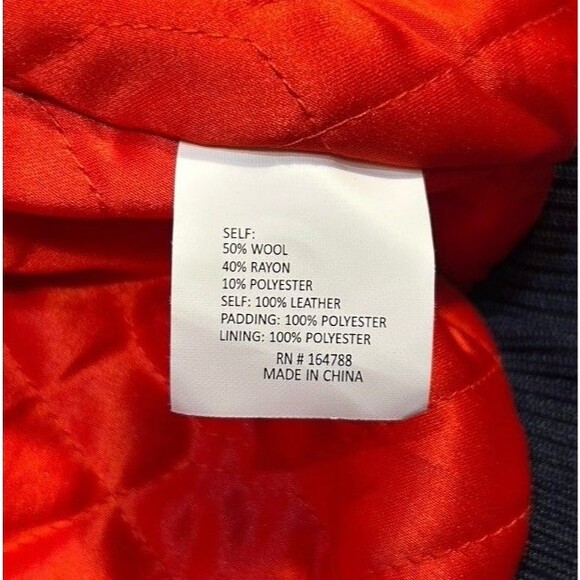 SELF:
50% WOOL
40% RAYON
10% POLYESTER
SELF: 100% LEATHER
PADDING: 100% POLYESTER
LINING: 100% POLYESTER
RN # 164788
MADE IN CHINA